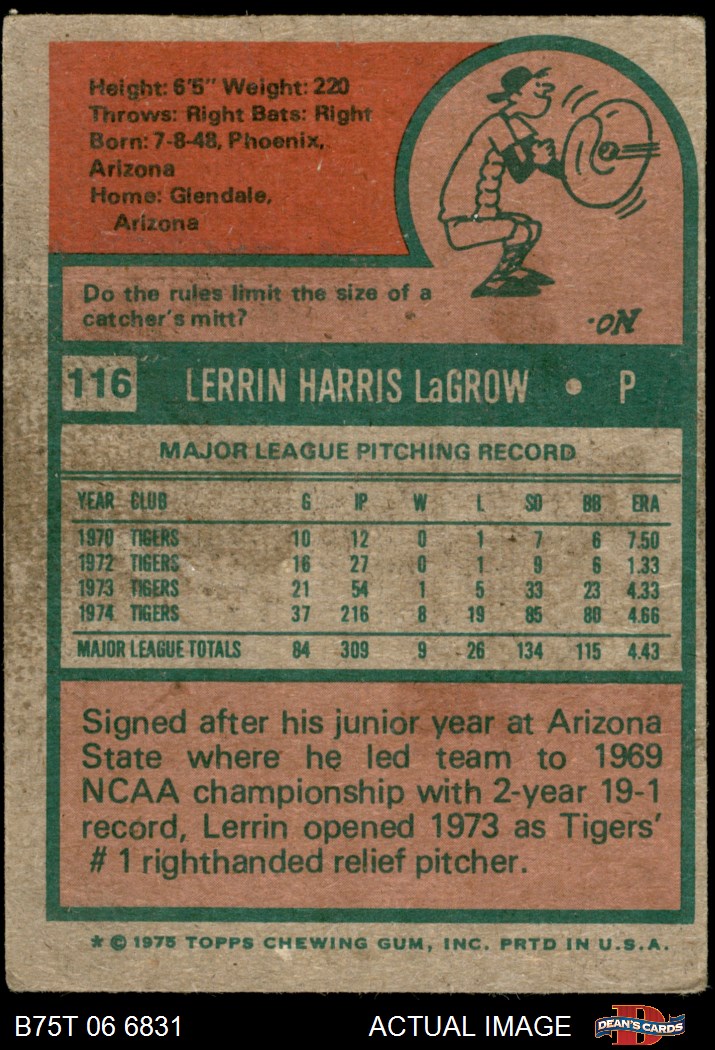 Height: 6'5" Weight: 220
Throws: Right Bats: Right
Born: 7-8-48, Phoenix,
Arizona
Home: Glendale,
Arizona
Do the rules limit the size of a
catcher's mitt?
No.
116 LERRIN HARRIS LaGROW • P
MAJOR LEAGUE PITCHING RECORD
YEAR CLUB G IP W L SO BB ERA
1970 TIGERS 10 12 0 1 7 6 7.50
1972 TIGERS 16 27 0 1 9 6 1.33
1973 TIGERS 21 54 1 5 33 23 4.33
1974 TIGERS 37 216 8 19 85 80 4.66
MAJOR LEAGUE TOTALS 84 309 9 26 134 115 4.43
Signed after his junior year at Arizona
State where he led team to 1969
NCAA championship with 2-year 19-1
record, Lerrin opened 1973 as Tigers'
# 1 righthanded relief pitcher.
* © 1975 TOPPS CHEWING GUM, INC. PRTD IN U.S.A.
B75T 06 6831 ACTUAL IMAGE D DEAN'S CARDS